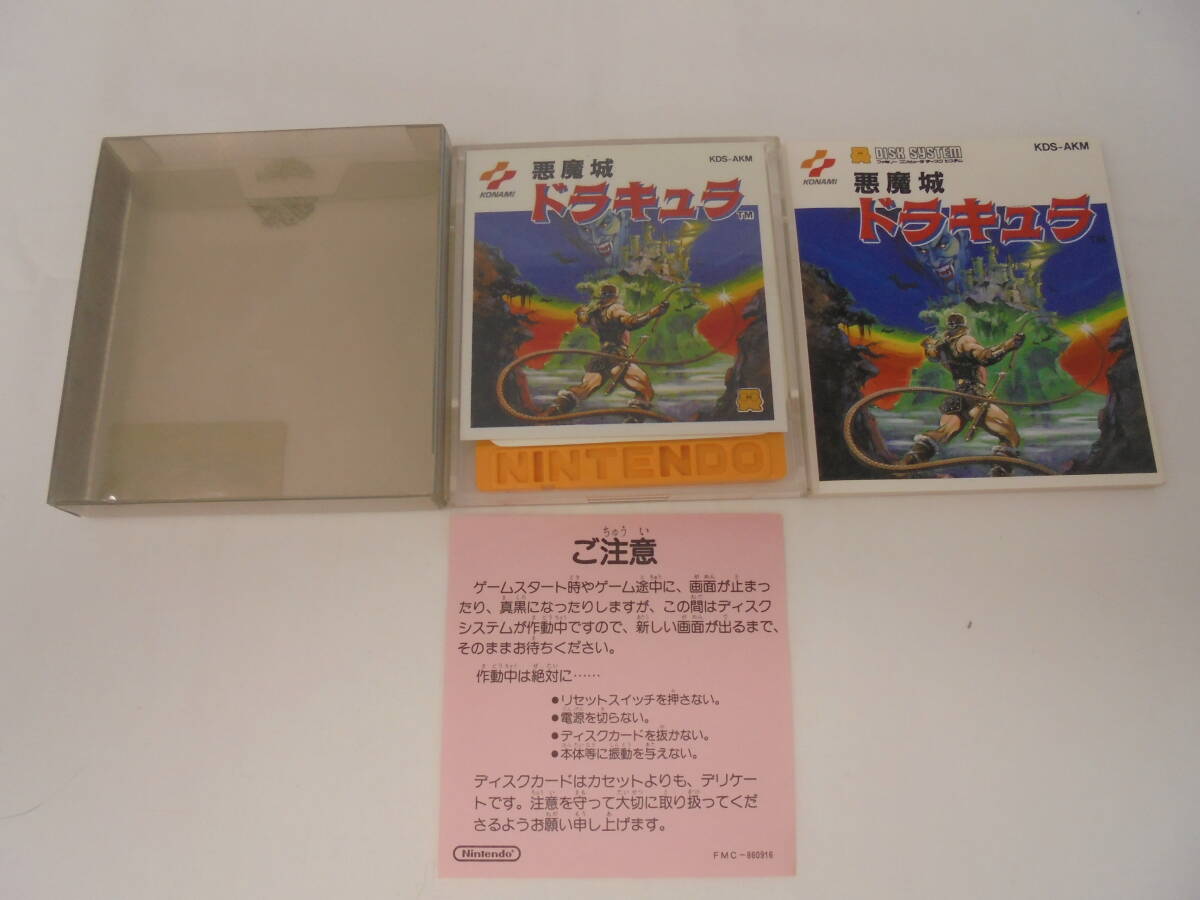 KONAMI
KDS-AKM
悪魔城
ドラキュラ™
NINTENDO
DISK SYSTEM
KONAMI
KDS-AKM
悪魔城
ドラキュラ
TM
ちゅう い
ご注意
ゲームスタート時やゲーム途中に、画面が止まっ
たり、真黒になったりしますが、この間はディスク
システムが作動中ですので、新しい画面が出るまで、
そのままお待ちください。
作動中は絶対に……
●リセットスイッチを押さない。
●電源を切らない。
●ディスクカードを抜かない。
●本体等に振動を与えない。
ディスクカードはカセットよりも、デリケー
トです。注意を守って大切に取り扱ってくだ
さるようお願い申し上げます。
Nintendo®
FMC-860916